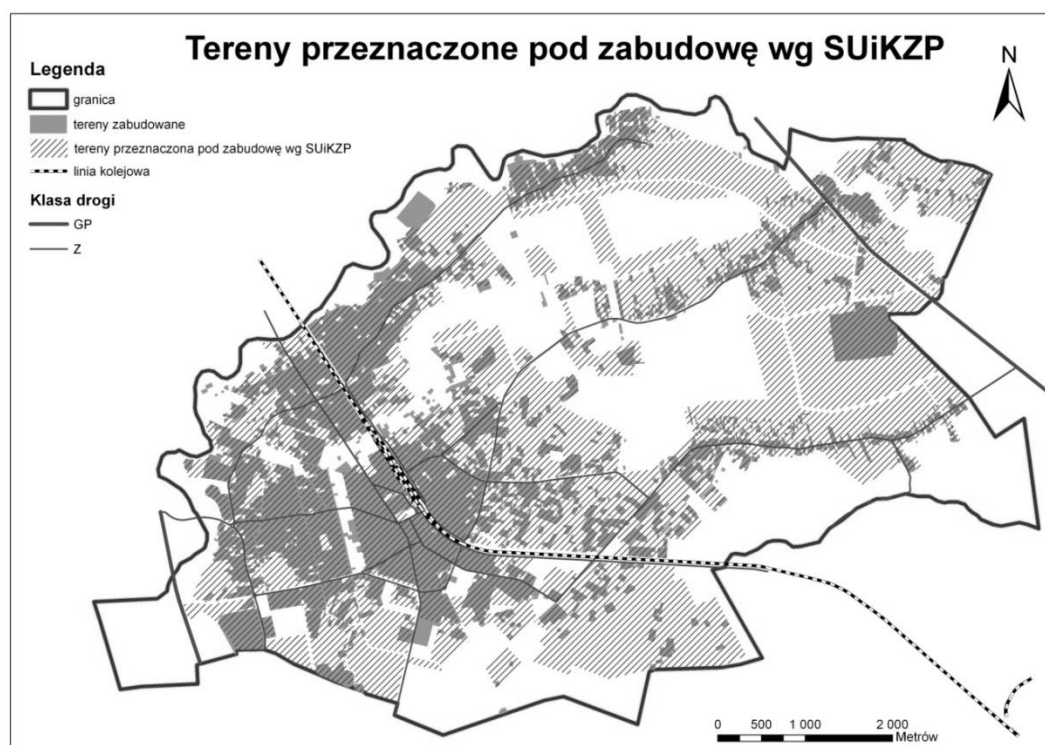 Tereny przeznaczone pod zabudowę wg SUiKZP
Legenda
granica
tereny zabudowane
tereny przeznaczona pod zabudowę wg SUiKZP
linia kolejowa
Klasa drogi
GP
Z
N
0 500 1 000 2 000
Metrów